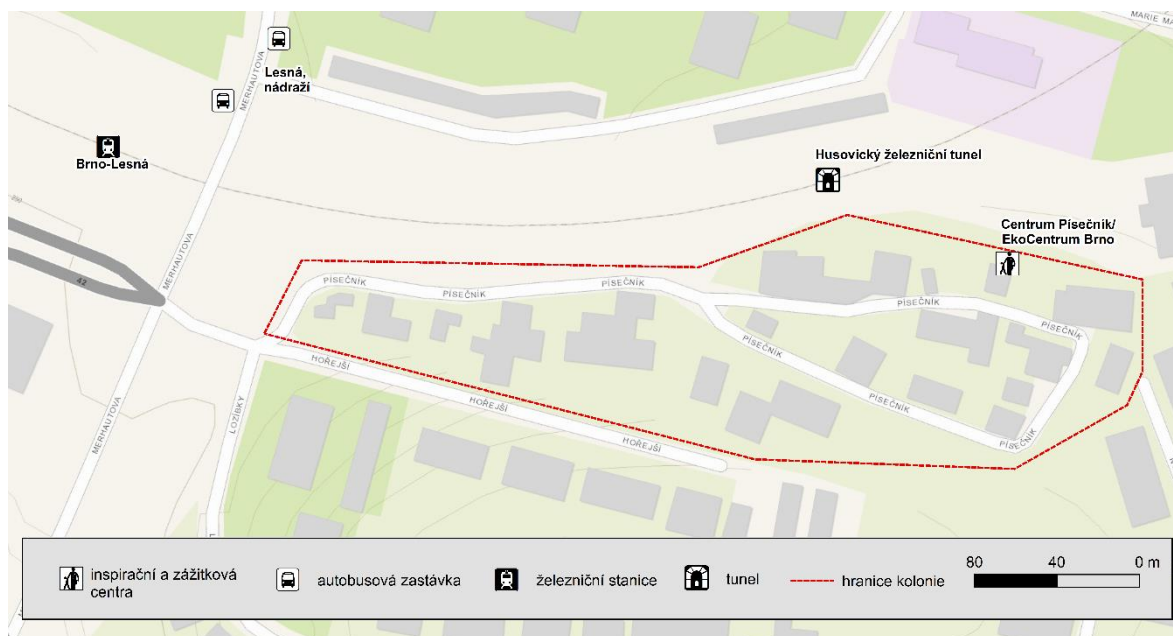 MARIE MA
MERHAUTOVA
Lesná,
nádraží
Brno-Lesná
Husovický železniční tunel
Centrum Písečník/
EkoCentrum Brno
MERHAUTOVA
42
PÍSEČNÍK
PÍSEČNÍK
PÍSEČNÍK
PÍSEČNÍK
PÍSEČNÍK
PÍSEČNÍK
PÍSEČNÍK
PÍSEČNÍK
HOŘEJŠÍ
HOŘEJŠÍ
HOŘEJŠÍ
LOZÍBKY
MERHAUTOVA
inspirační a zážitková
centra
autobusová zastávka
železniční stanice
tunel
hranice kolonie
80 40 0 m